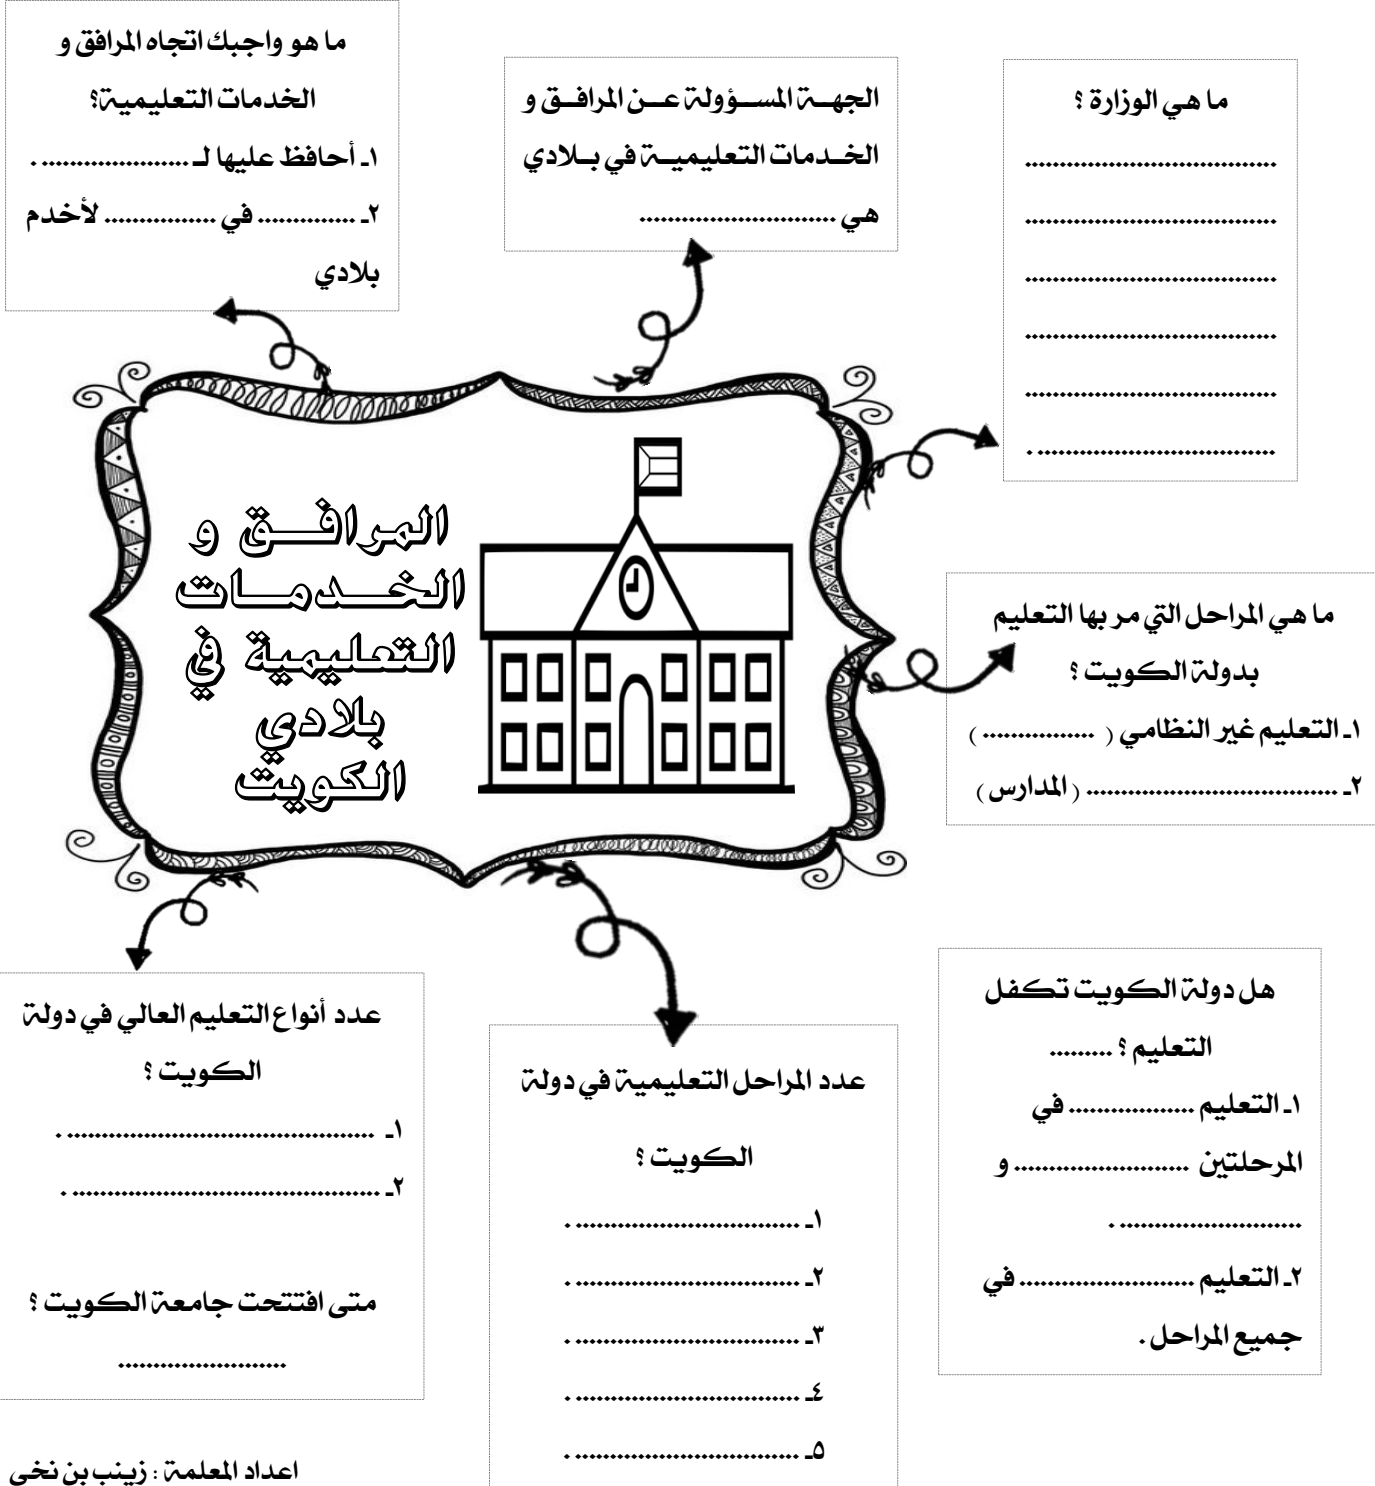 ما هي الوزارة ؟
....................................
....................................
....................................
....................................
....................................
.................................. .
الجهة المسؤولة عن المرافق و
الخدمات التعليمية في بلادي
هي ............................
ما هو واجبك اتجاه المرافق و
الخدمات التعليمية؟
١ـ أحافظ عليها لـ ..................... .
٢ـ .............. في ................ لأخدم
بلادي
المرافق و
الخدمات
التعليمية في
بلادي
الكويت
ما هي المراحل التي مر بها التعليم
بدولة الكويت ؟
١ـ التعليم غير النظامي ( ................ )
٢ـ .................................... ( المدارس )
هل دولة الكويت تكفل
التعليم ؟ .........
١ـ التعليم .................. في
المرحلتين ......................... و
.......................... .
٢ـ التعليم ......................... في
جميع المراحل .
عدد المراحل التعليمية في دولة
الكويت ؟
١ـ ................................ .
٢ـ ................................ .
٣ـ ................................ .
٤ـ ................................ .
٥ـ ................................ .
عدد أنواع التعليم العالي في دولة
الكويت ؟
١ـ ............................................ .
٢ـ ............................................ .
متى افتتحت جامعة الكويت ؟
........................
اعداد المعلمة : زينب بن نخي